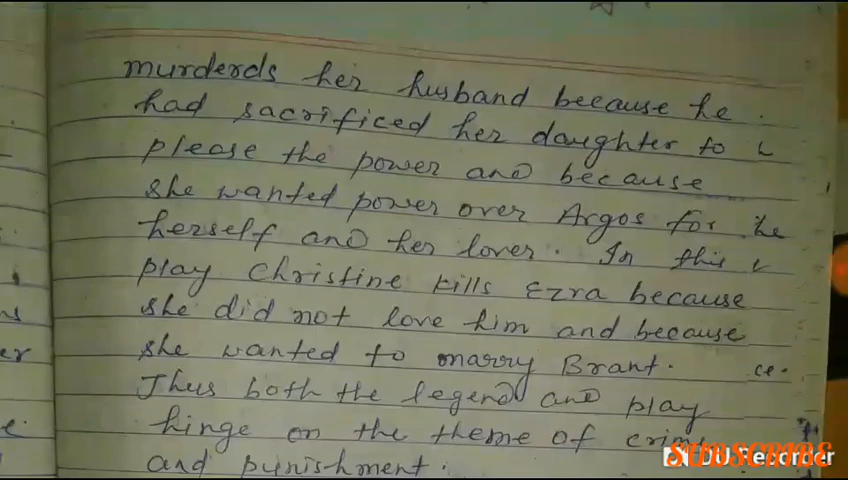 murderds her husband because he
had sacrificed her daughter to
please the power and because
she wanted power over Argos for
herself and her lover. In this
play Christine kills Ezra because
she did not love him and because
she wanted to marry Brant.
Thus both the legend and play
hinge on the theme of crime
and punishment.
SUBSCRIBE
DU Recorder